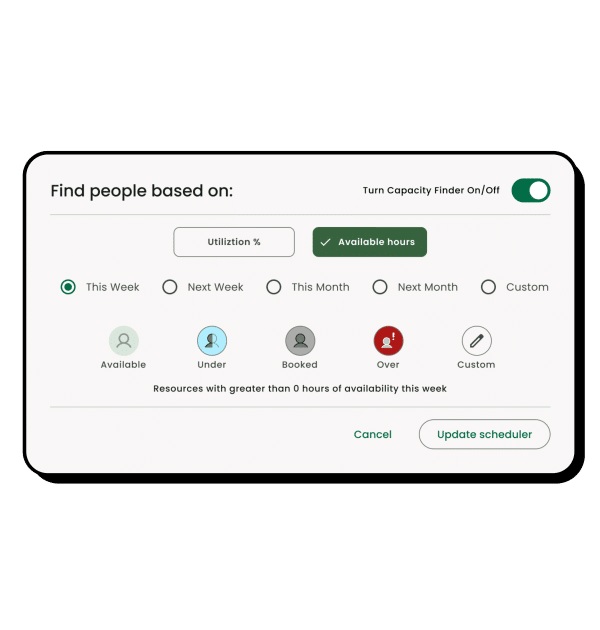 Find people based on:
Turn Capacity Finder On/Off
Utiliztion %
Available hours
This Week
Next Week
This Month
Next Month
Custom
Available
Under
Booked
Over
Custom
Resources with greater than 0 hours of availability this week
Cancel
Update scheduler